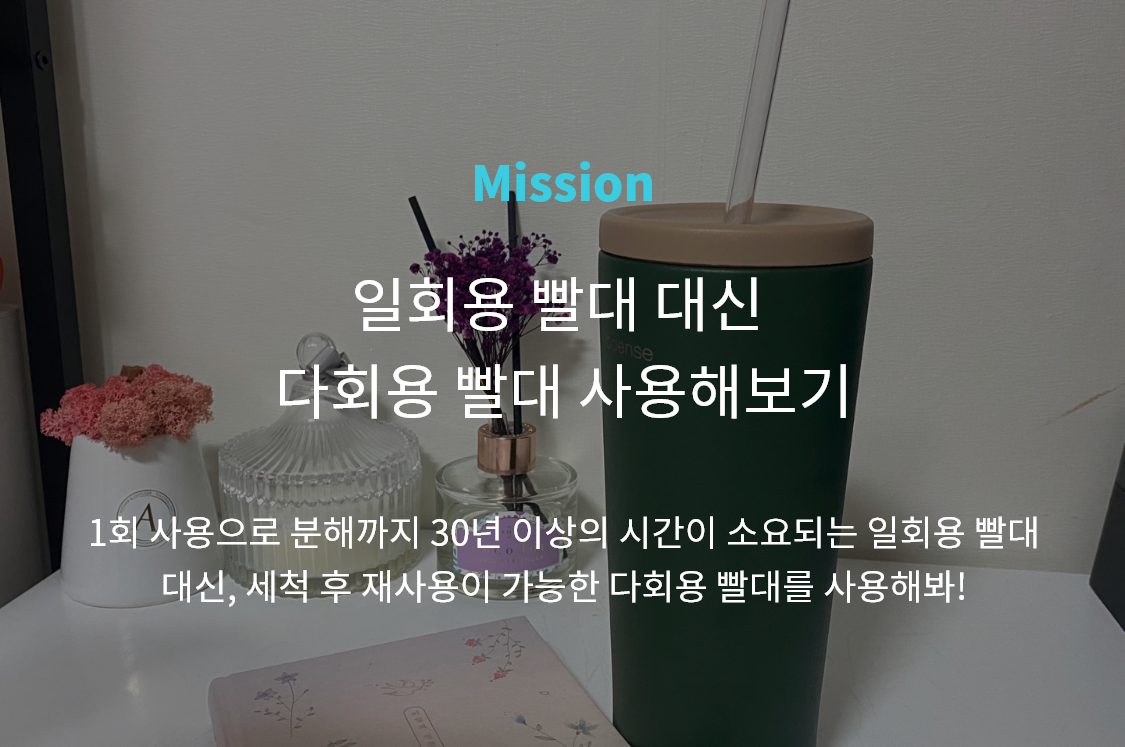 Mission
일회용 빨대 대신
다회용 빨대 사용해보기
1회 사용으로 분해까지 30년 이상의 시간이 소요되는 일회용 빨대
대신, 세척 후 재사용이 가능한 다회용 빨대를 사용해봐!
A